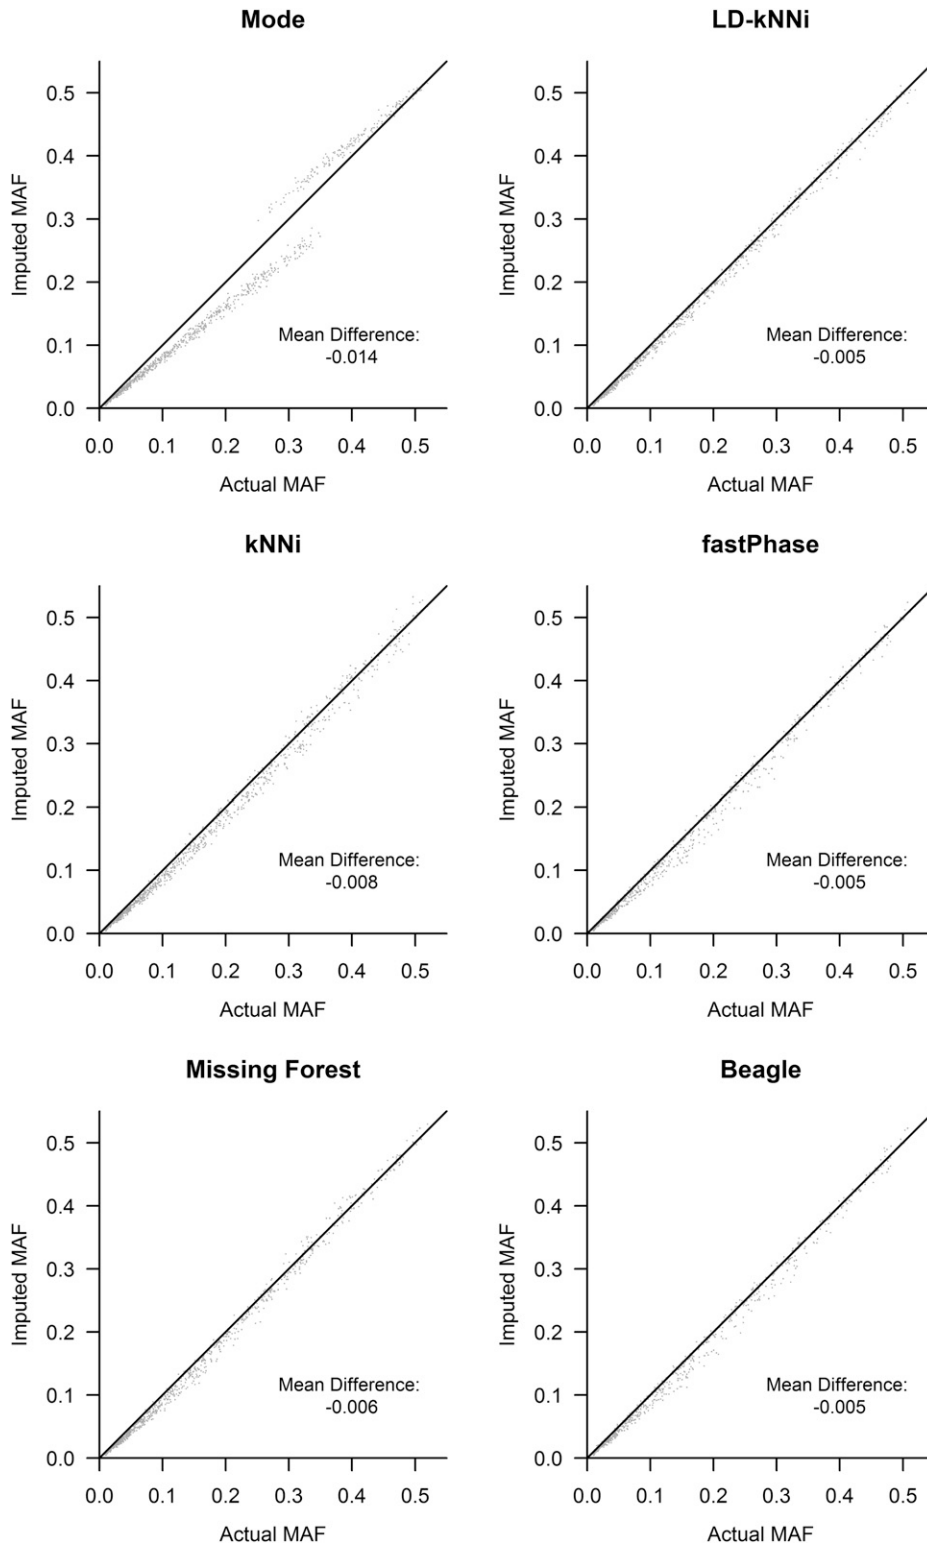 Mode
0.5
0.4
0.3
0.2
0.1
0.0
Imputed MAF
Mean Difference:
-0.014
0.0 0.1 0.2 0.3 0.4 0.5
Actual MAF
LD-kNNi
0.5
0.4
0.3
0.2
0.1
0.0
Imputed MAF
Mean Difference:
-0.005
0.0 0.1 0.2 0.3 0.4 0.5
Actual MAF
kNNi
0.5
0.4
0.3
0.2
0.1
0.0
Imputed MAF
Mean Difference:
-0.008
0.0 0.1 0.2 0.3 0.4 0.5
Actual MAF
fastPhase
0.5
0.4
0.3
0.2
0.1
0.0
Imputed MAF
Mean Difference:
-0.005
0.0 0.1 0.2 0.3 0.4 0.5
Actual MAF
Missing Forest
0.5
0.4
0.3
0.2
0.1
0.0
Imputed MAF
Mean Difference:
-0.006
0.0 0.1 0.2 0.3 0.4 0.5
Actual MAF
Beagle
0.5
0.4
0.3
0.2
0.1
0.0
Imputed MAF
Mean Difference:
-0.005
0.0 0.1 0.2 0.3 0.4 0.5
Actual MAF